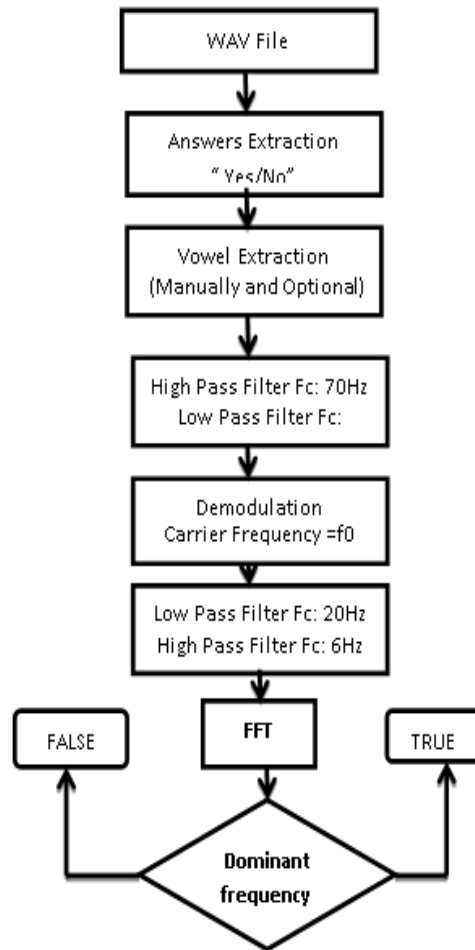 WAV File
Answers Extraction
“ Yes/No”
Vowel Extraction
(Manually and Optional)
High Pass Filter Fc: 70Hz
Low Pass Filter Fc:
Demodulation
Carrier Frequency =f0
Low Pass Filter Fc: 20Hz
High Pass Filter Fc: 6Hz
FFT
FALSE
TRUE
Dominant
frequency